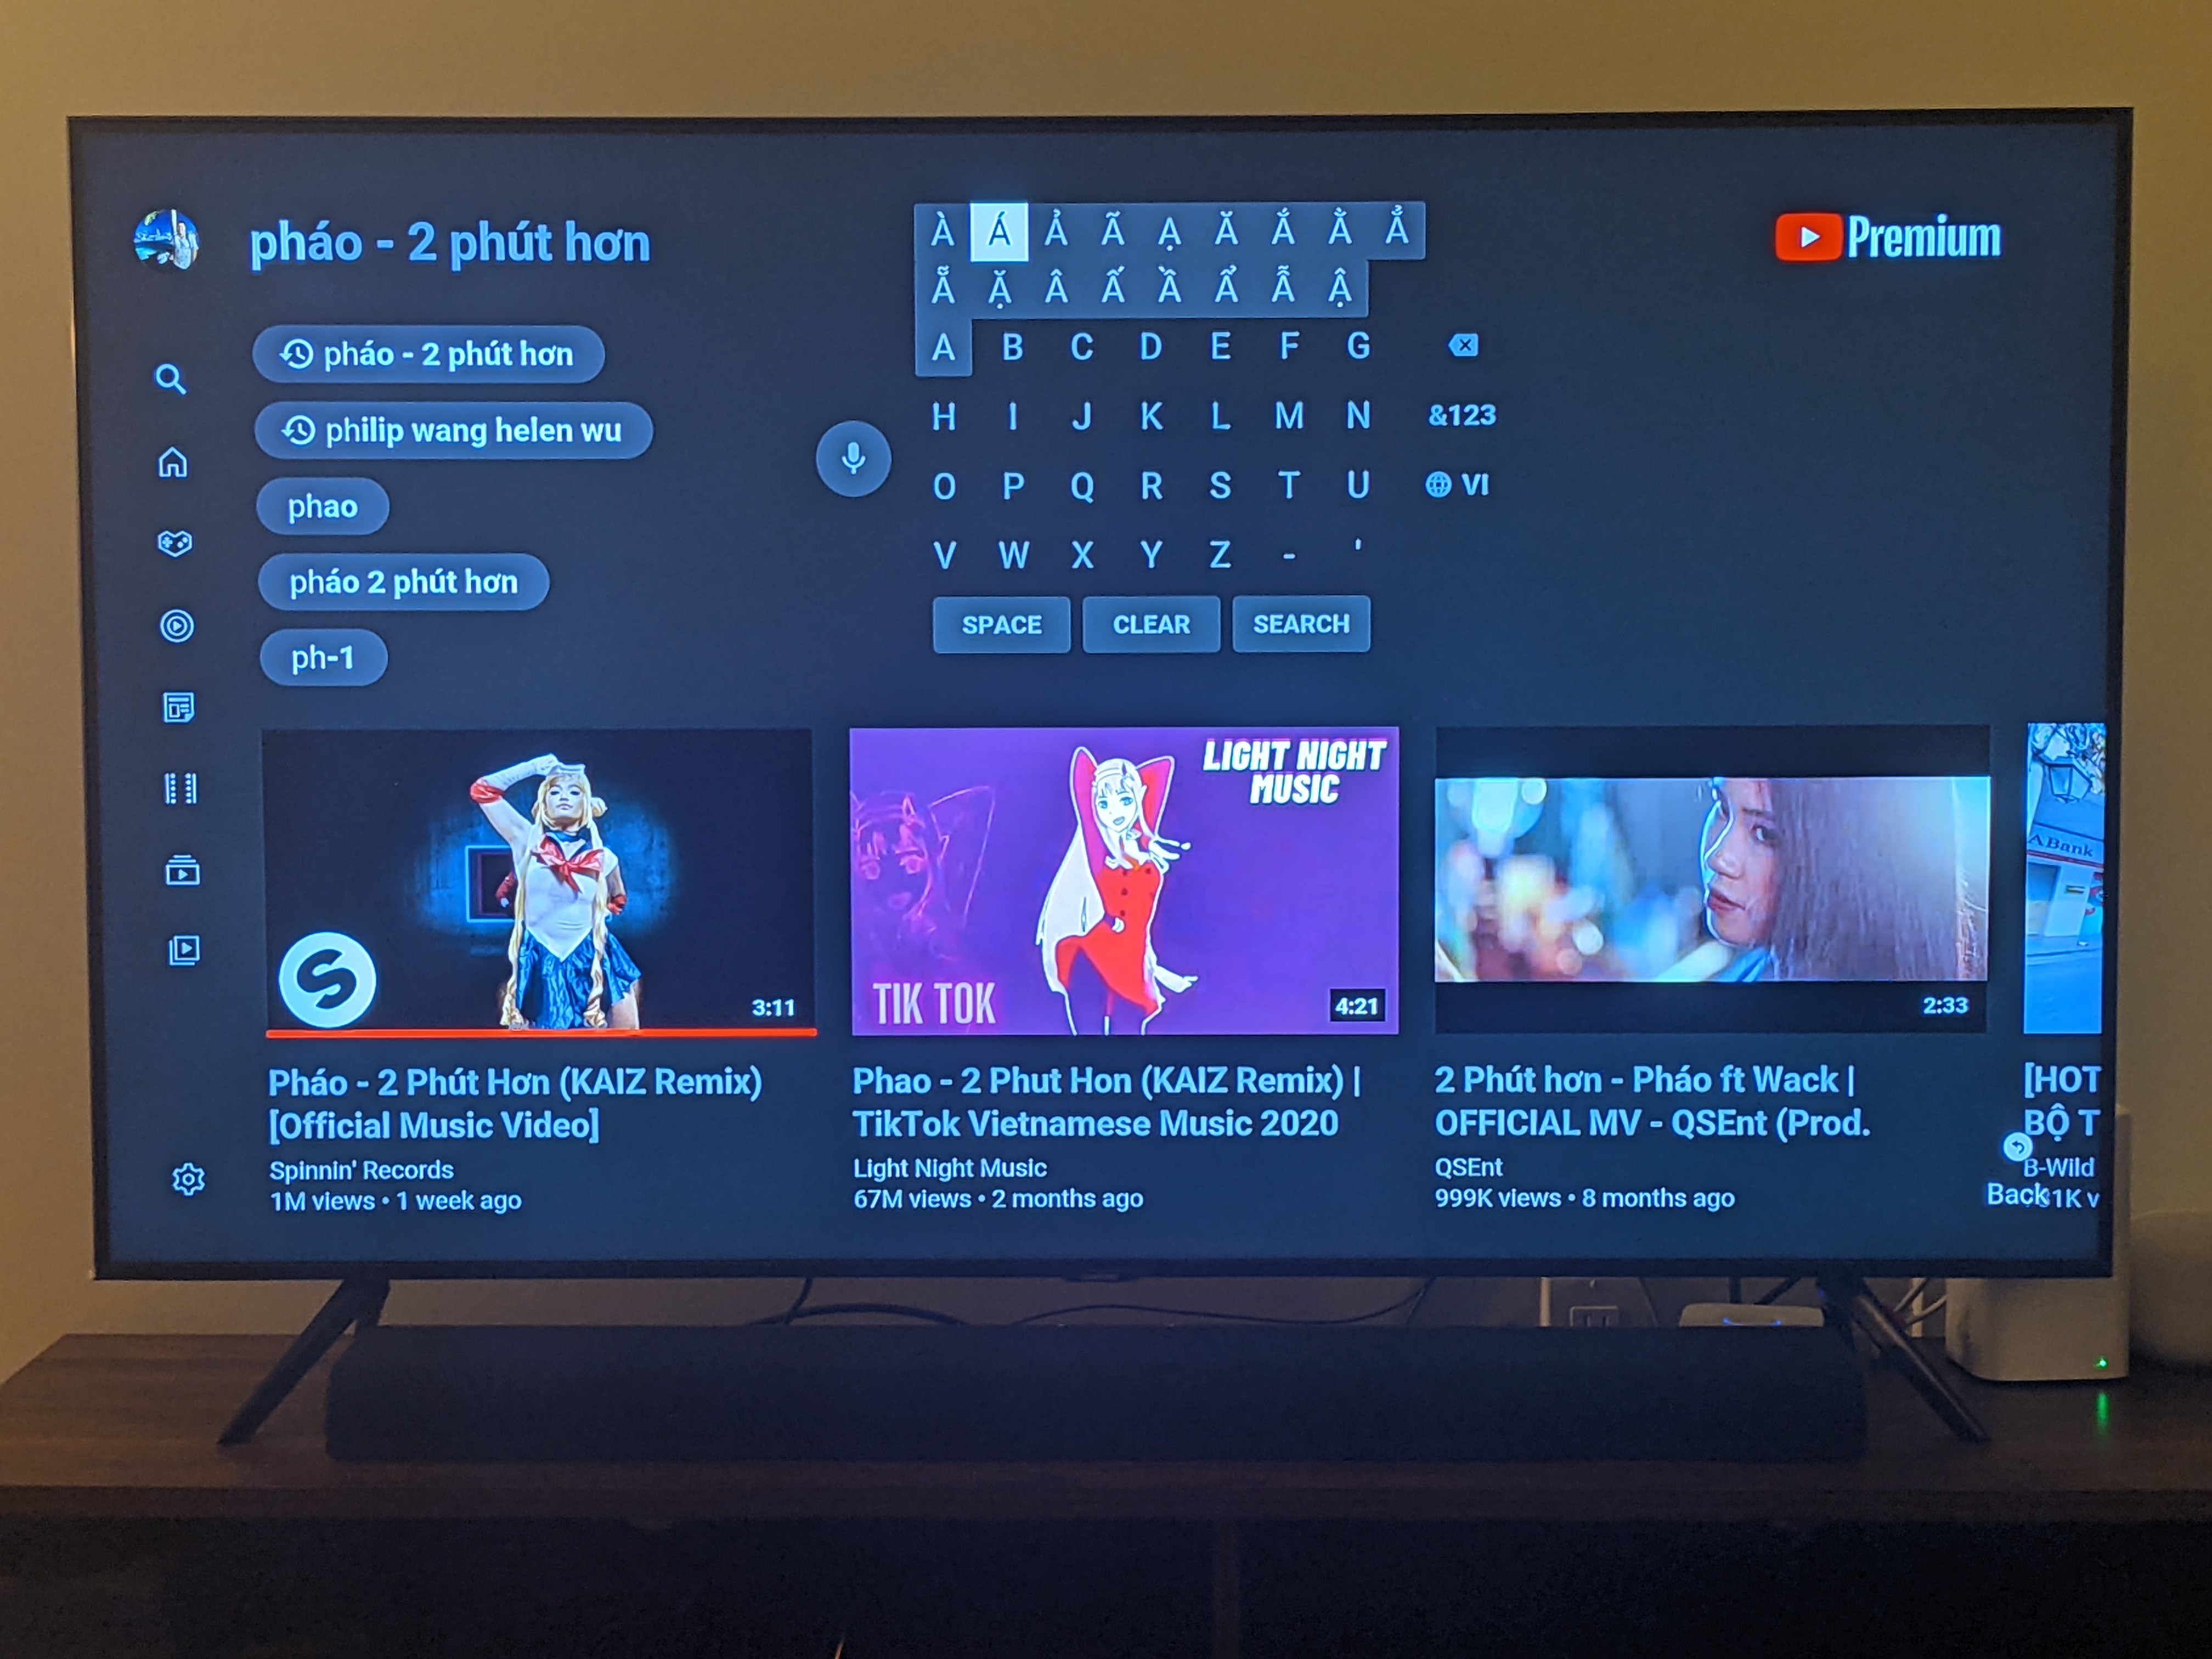 pháo - 2 phút hơn
Premium
pháo - 2 phút hơn
philip wang helen wu
phao
pháo 2 phút hơn
ph-1
À Á Ả Ã Ạ Ă Ắ Ằ Ẳ
Ẵ Ặ Â Ấ Ầ Ẩ Ẫ Ậ
A B C D E F G
H I J K L M N &123
O P Q R S T U VI
V W X Y Z - '
SPACE CLEAR SEARCH
S
3:11
Pháo - 2 Phút Hơn (KAIZ Remix)
[Official Music Video]
Spinnin' Records
1M views • 1 week ago
LIGHT NIGHT
MUSIC
TIK TOK
4:21
Phao - 2 Phut Hon (KAIZ Remix) |
TikTok Vietnamese Music 2020
Light Night Music
67M views • 2 months ago
2:33
2 Phút hơn - Pháo ft Wack |
OFFICIAL MV - QSEnt (Prod.
QSEnt
999K views • 8 months ago
ABank
[HOT
BỘ T
B-Wild
1K v
Back